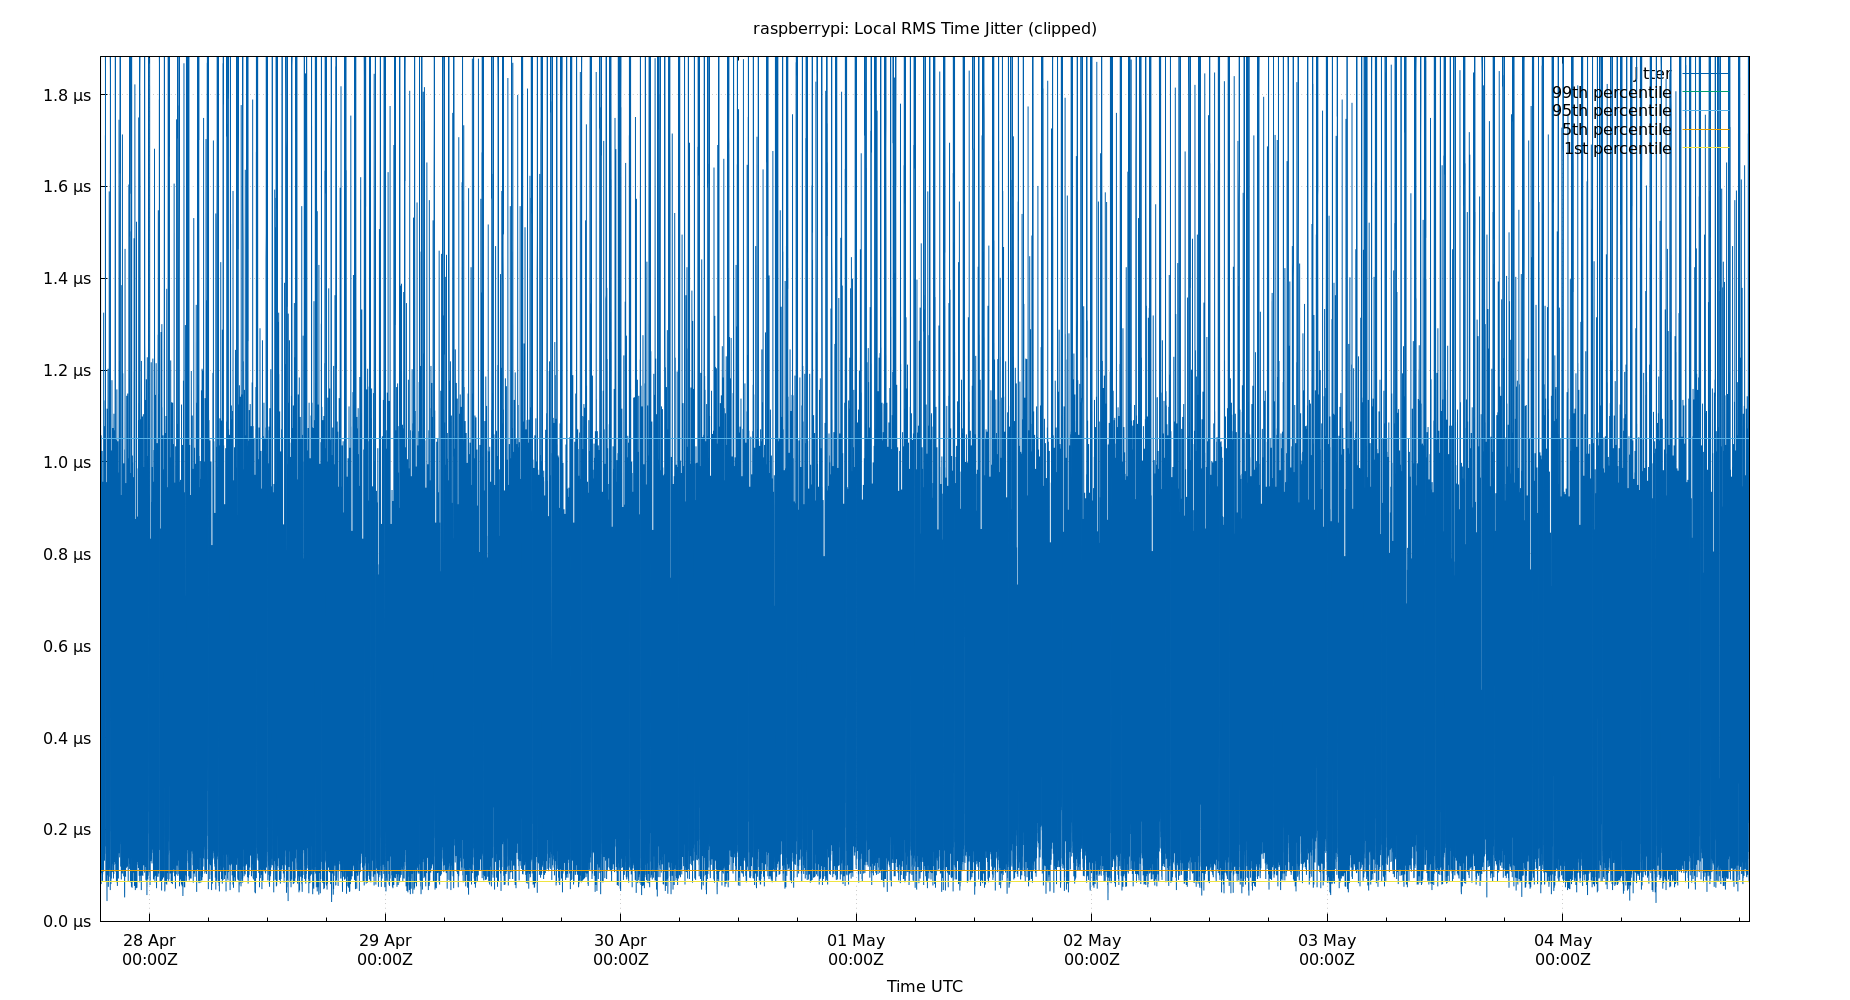 raspberrypi: Local RMS Time Jitter (clipped)
jitter
99th percentile
95th percentile
5th percentile
1st percentile
1.8 μs
1.6 μs
1.4 μs
1.2 μs
1.0 μs
0.8 μs
0.6 μs
0.4 μs
0.2 μs
0.0 μs
28 Apr 29 Apr 30 Apr 01 May 02 May 03 May 04 May
00:00Z 00:00Z 00:00Z 00:00Z 00:00Z 00:00Z 00:00Z
Time UTC